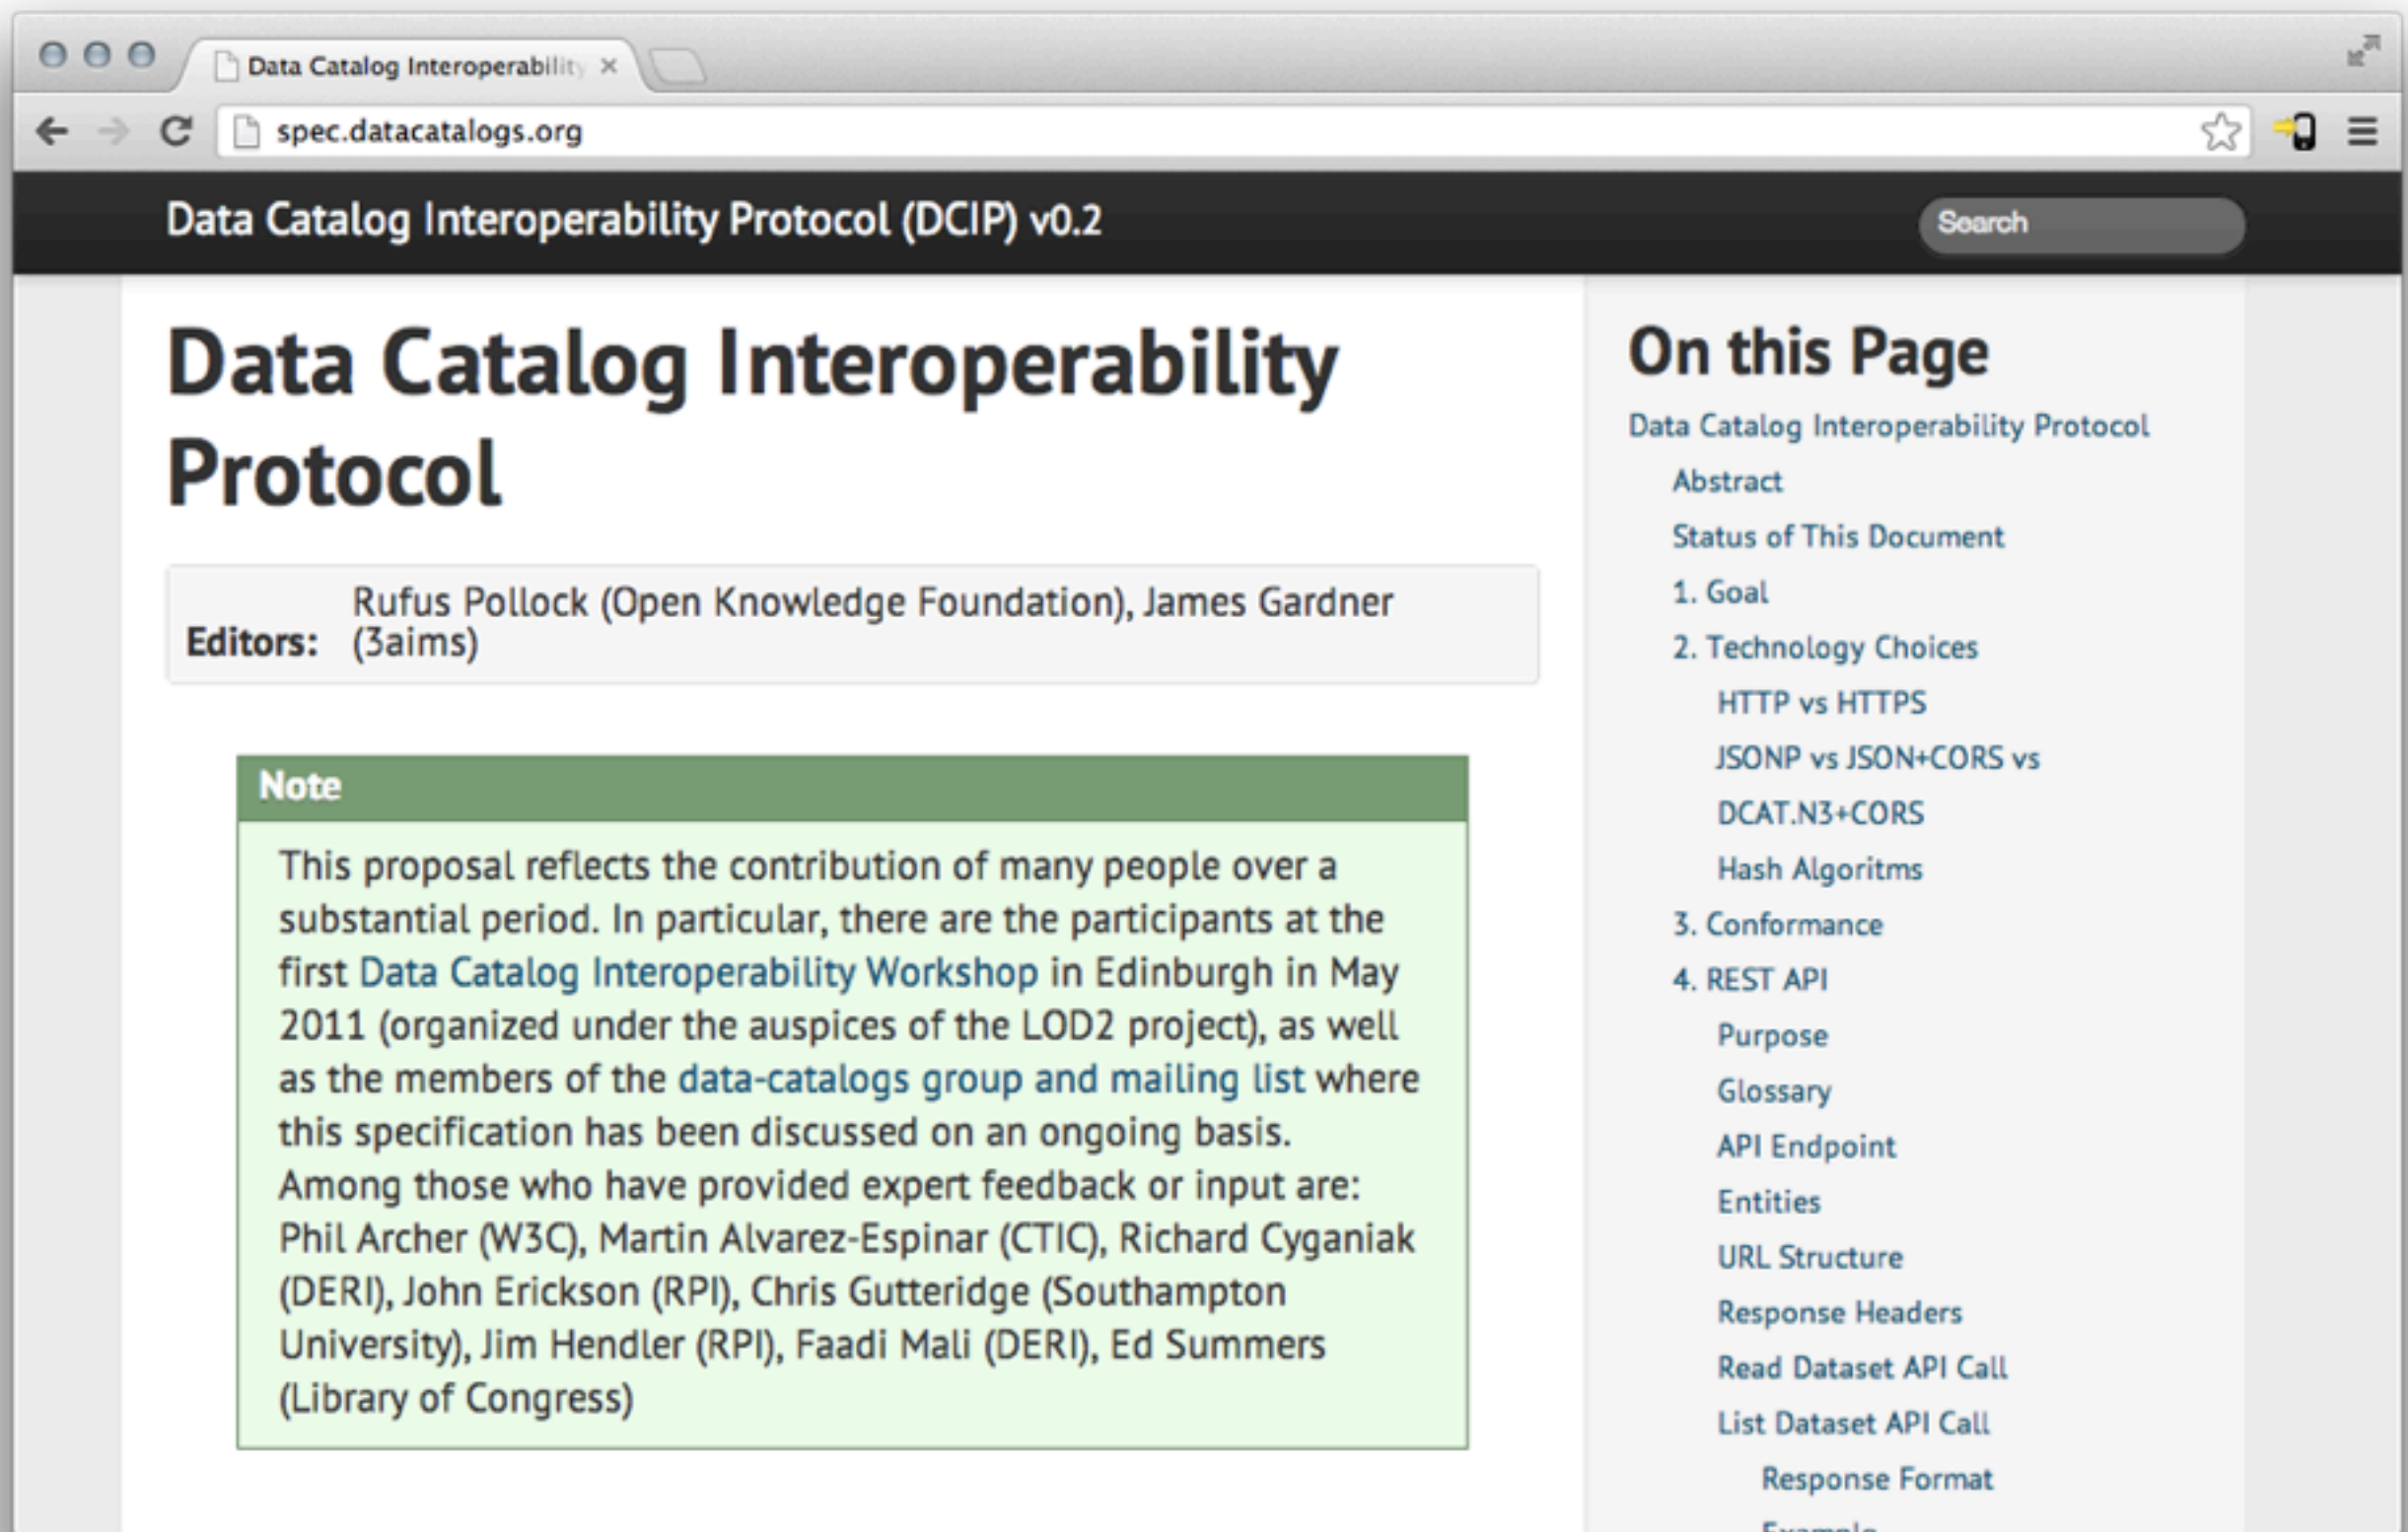 Data Catalog Interoperability
spec.datacatalogs.org
Data Catalog Interoperability Protocol (DCIP) v0.2
Search
Data Catalog Interoperability
Protocol
Editors:
Rufus Pollock (Open Knowledge Foundation), James Gardner
(3aims)
Note
This proposal reflects the contribution of many people over a
substantial period. In particular, there are the participants at the
first Data Catalog Interoperability Workshop in Edinburgh in May
2011 (organized under the auspices of the LOD2 project), as well
as the members of the data-catalogs group and mailing list where
this specification has been discussed on an ongoing basis.
Among those who have provided expert feedback or input are:
Phil Archer (W3C), Martin Alvarez-Espinar (CTIC), Richard Cyganiak
(DERI), John Erickson (RPI), Chris Gutteridge (Southampton
University), Jim Hendler (RPI), Faadi Mali (DERI), Ed Summers
(Library of Congress)
On this Page
Data Catalog Interoperability Protocol
Abstract
Status of This Document
1. Goal
2. Technology Choices
HTTP vs HTTPS
JSONP vs JSON+CORS vs
DCAT.N3+CORS
Hash Algoritms
3. Conformance
4. REST API
Purpose
Glossary
API Endpoint
Entities
URL Structure
Response Headers
Read Dataset API Call
List Dataset API Call
Response Format
Example